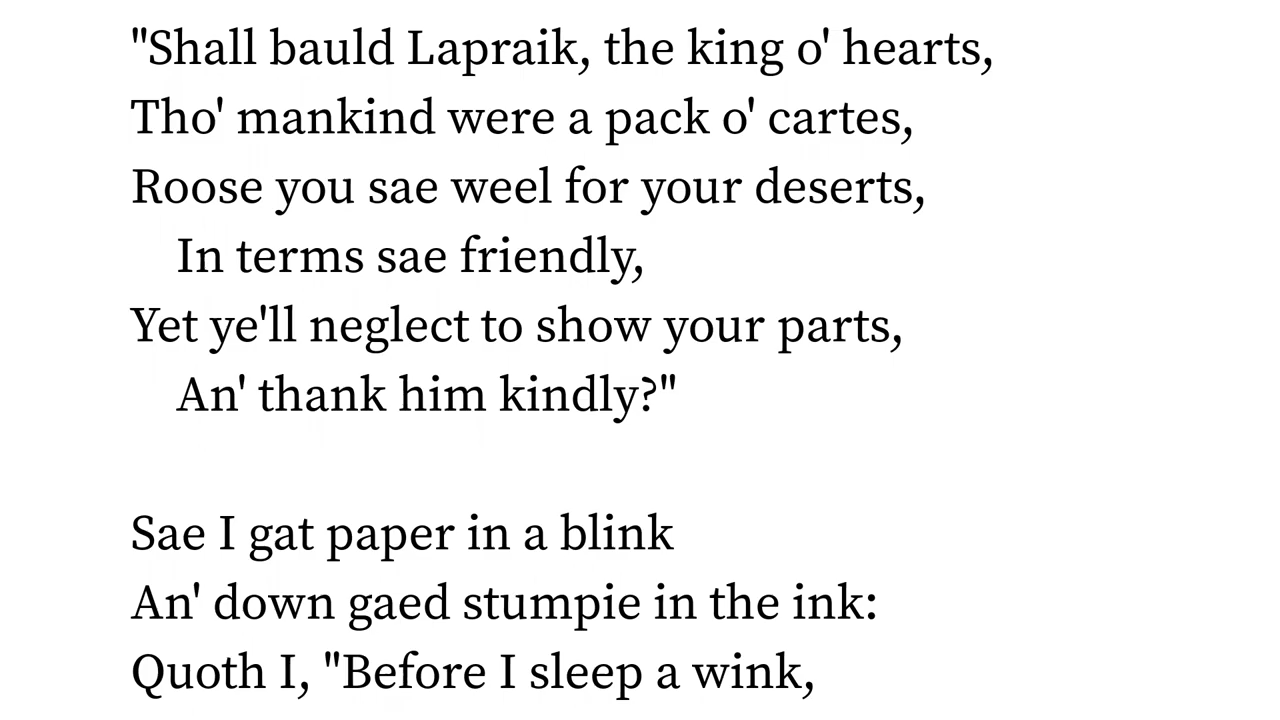 "Shall bauld Lapraik, the king o' hearts,
Tho' mankind were a pack o' cartes,
Roose you sae weel for your deserts,
In terms sae friendly,
Yet ye'll neglect to show your parts,
An' thank him kindly?"

Sae I gat paper in a blink
An' down gaed stumpie in the ink:
Quoth I, "Before I sleep a wink,